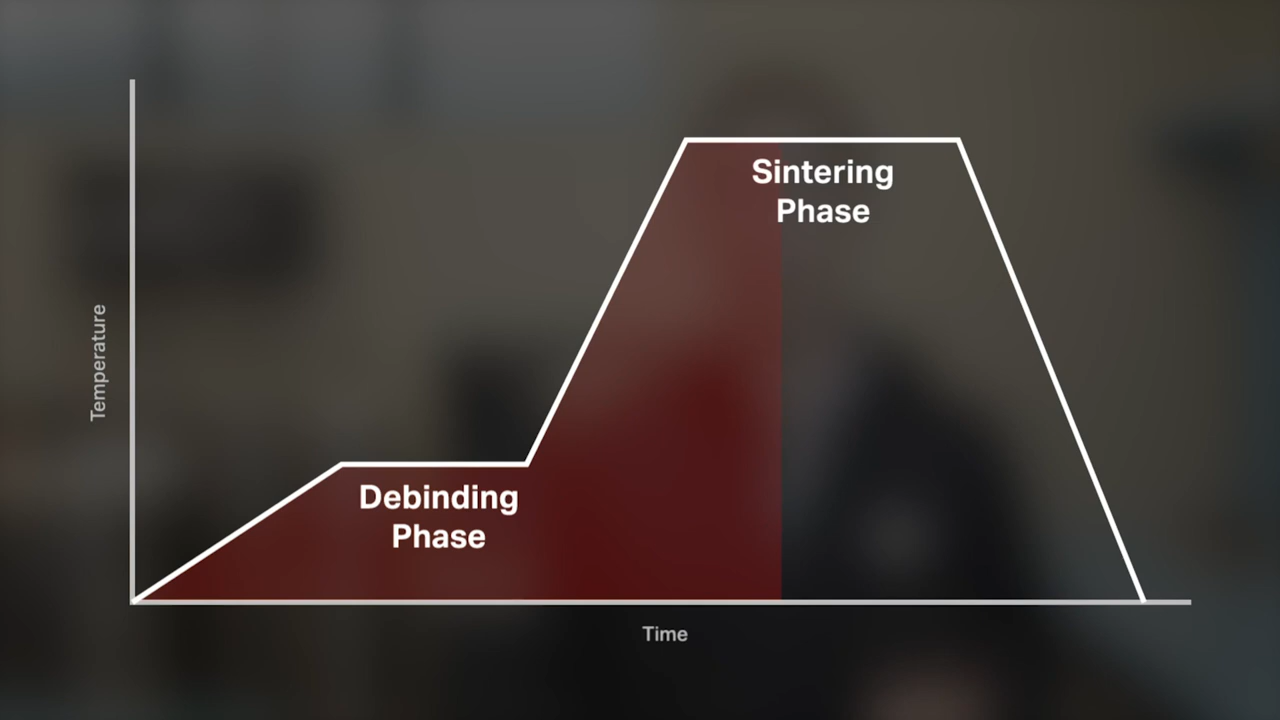 Sintering
Phase
Temperature
Debinding
Phase
Time